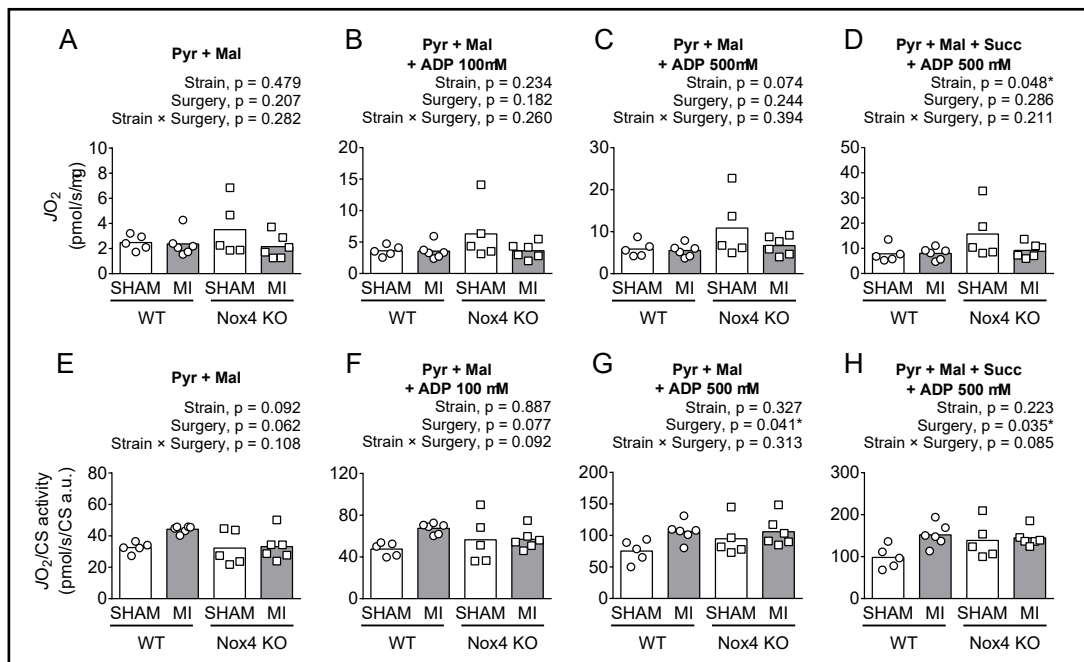 A
Pyr + Mal
Strain, p = 0.479
Surgery, p = 0.207
Strain × Surgery, p = 0.282
JO2
(pmol/s/mg)
10
8
6
4
2
0
SHAM MI SHAM MI
WT Nox4 KO
B
Pyr + Mal
+ ADP 100mM
Strain, p = 0.234
Surgery, p = 0.182
Strain × Surgery, p = 0.260
20
15
10
5
0
SHAM MI SHAM MI
WT Nox4 KO
C
Pyr + Mal
+ ADP 500mM
Strain, p = 0.074
Surgery, p = 0.244
Strain × Surgery, p = 0.394
30
20
10
0
SHAM MI SHAM MI
WT Nox4 KO
D
Pyr + Mal + Succ
+ ADP 500 mM
Strain, p = 0.048*
Surgery, p = 0.286
Strain × Surgery, p = 0.211
50
40
30
20
10
0
SHAM MI SHAM MI
WT Nox4 KO
E
Pyr + Mal
Strain, p = 0.092
Surgery, p = 0.062
Strain × Surgery, p = 0.108
JO2/CS activity
(pmol/s/CS a.u.)
80
60
40
20
0
SHAM MI SHAM MI
WT Nox4 KO
F
Pyr + Mal
+ ADP 100 mM
Strain, p = 0.887
Surgery, p = 0.077
Strain × Surgery, p = 0.092
120
80
40
0
SHAM MI SHAM MI
WT Nox4 KO
G
Pyr + Mal
+ ADP 500 mM
Strain, p = 0.327
Surgery, p = 0.041*
Strain × Surgery, p = 0.313
200
150
100
50
0
SHAM MI SHAM MI
WT Nox4 KO
H
Pyr + Mal + Succ
+ ADP 500 mM
Strain, p = 0.223
Surgery, p = 0.035*
Strain × Surgery, p = 0.085
300
200
100
0
SHAM MI SHAM MI
WT Nox4 KO